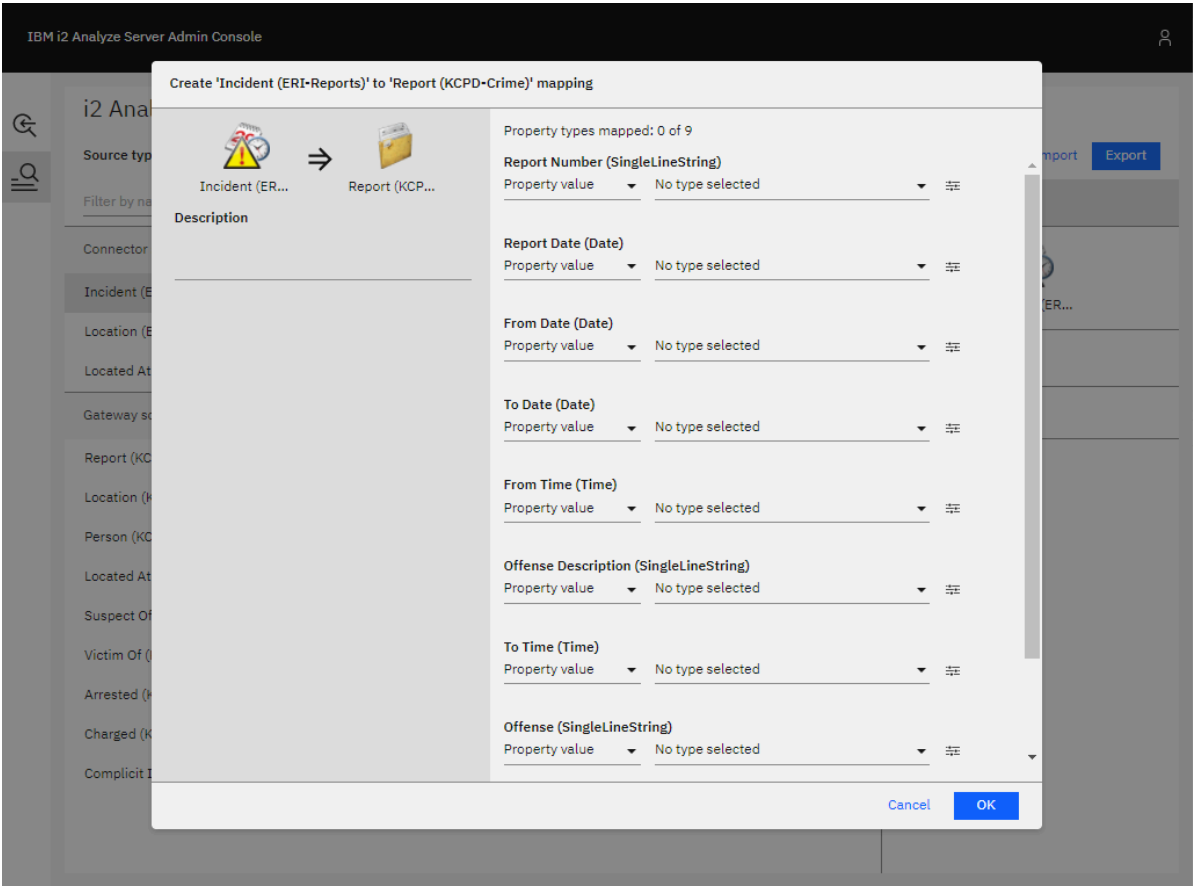 IBM i2 Analyze Server Admin Console
Create 'Incident (ERI-Reports)' to 'Report (KCPD-Crime)' mapping
i2 Anal
Source typ
Filter by na
Connector
Incident (E
Location (E
Located At
Gateway so
Report (KC
Location (K
Person (KC
Located At
Suspect Of
Victim Of (
Arrested (K
Charged (K
Complicit I
Incident (ER...
Report (KCP...
Description
Property types mapped: 0 of 9
Report Number (SingleLineString)
Property value No type selected
Report Date (Date)
Property value No type selected
From Date (Date)
Property value No type selected
To Date (Date)
Property value No type selected
From Time (Time)
Property value No type selected
Offense Description (SingleLineString)
Property value No type selected
To Time (Time)
Property value No type selected
Offense (SingleLineString)
Property value No type selected
Cancel OK
mport Export
(ER...